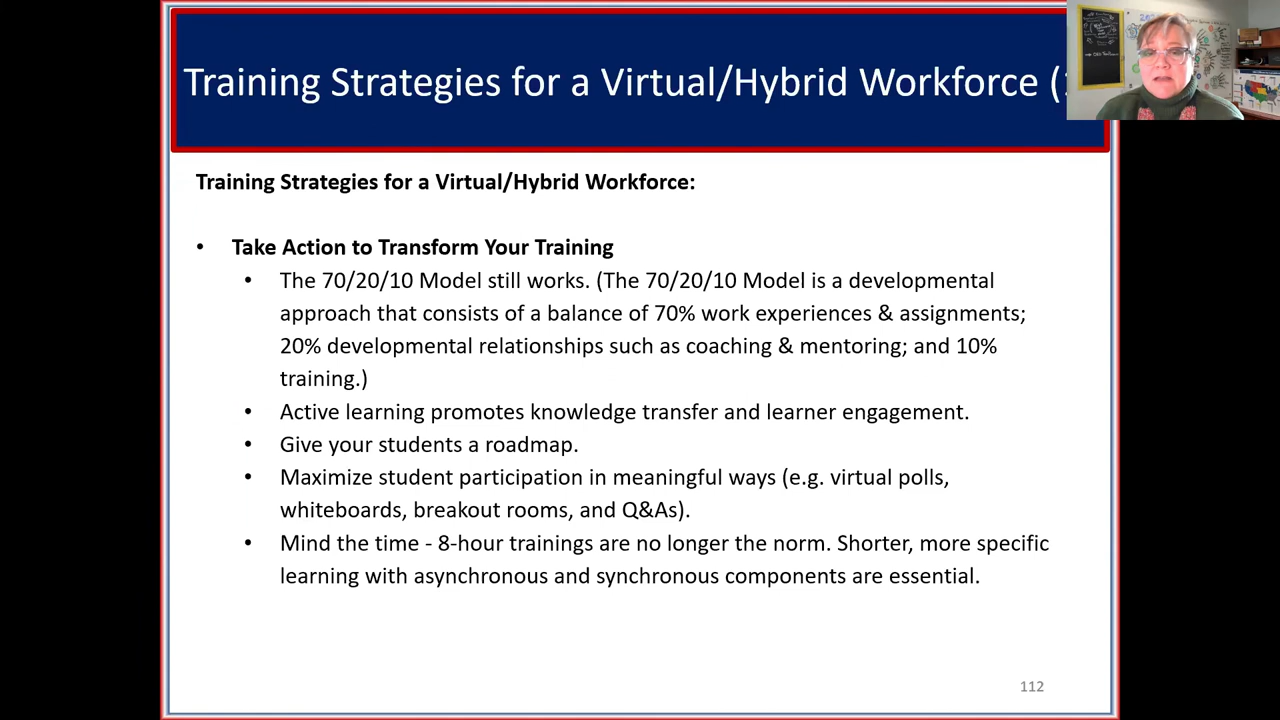 Training Strategies for a Virtual/Hybrid Workforce (
Training Strategies for a Virtual/Hybrid Workforce:
• Take Action to Transform Your Training
• The 70/20/10 Model still works. (The 70/20/10 Model is a developmental
approach that consists of a balance of 70% work experiences & assignments;
20% developmental relationships such as coaching & mentoring; and 10%
training.)
• Active learning promotes knowledge transfer and learner engagement.
• Give your students a roadmap.
• Maximize student participation in meaningful ways (e.g. virtual polls,
whiteboards, breakout rooms, and Q&As).
• Mind the time - 8-hour trainings are no longer the norm. Shorter, more specific
learning with asynchronous and synchronous components are essential.
112